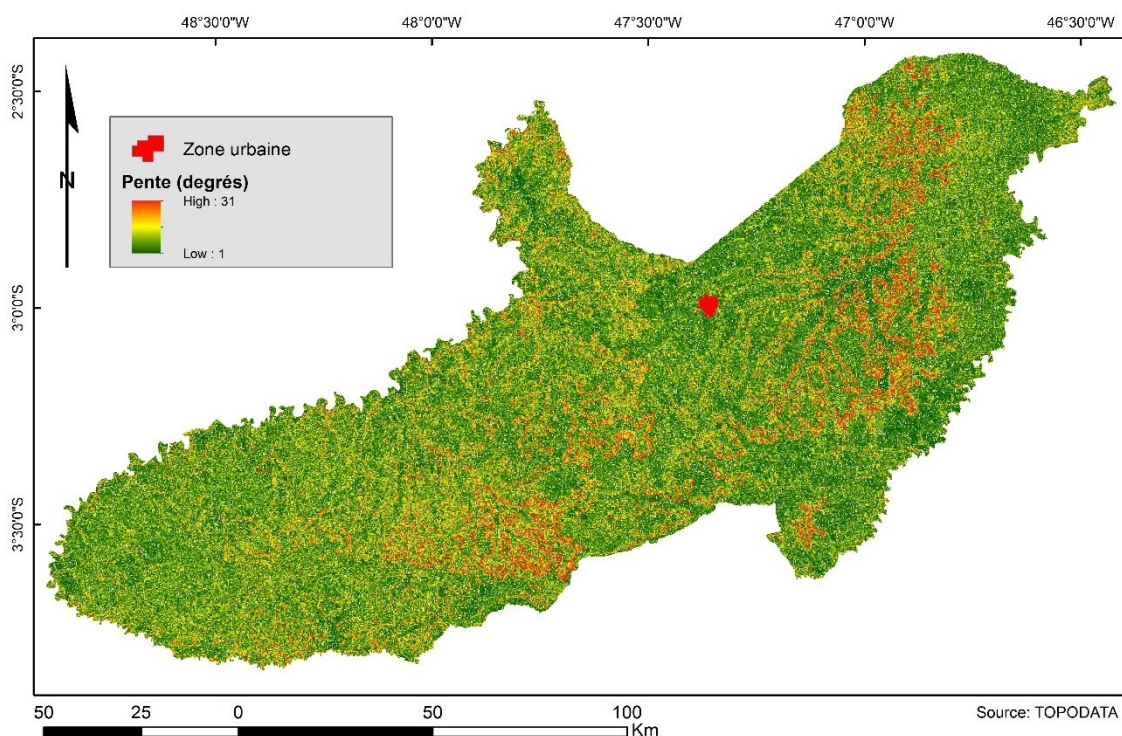 48°30'0"W 48°0'0"W 47°30'0"W 47°0'0"W 46°30'0"W
2°30'0"S
3°0'0"S
3°30'0"S
N
Zone urbaine
Pente (degrés)
High : 31
Low : 1
50 25 0 50 100
Km
Source: TOPODATA